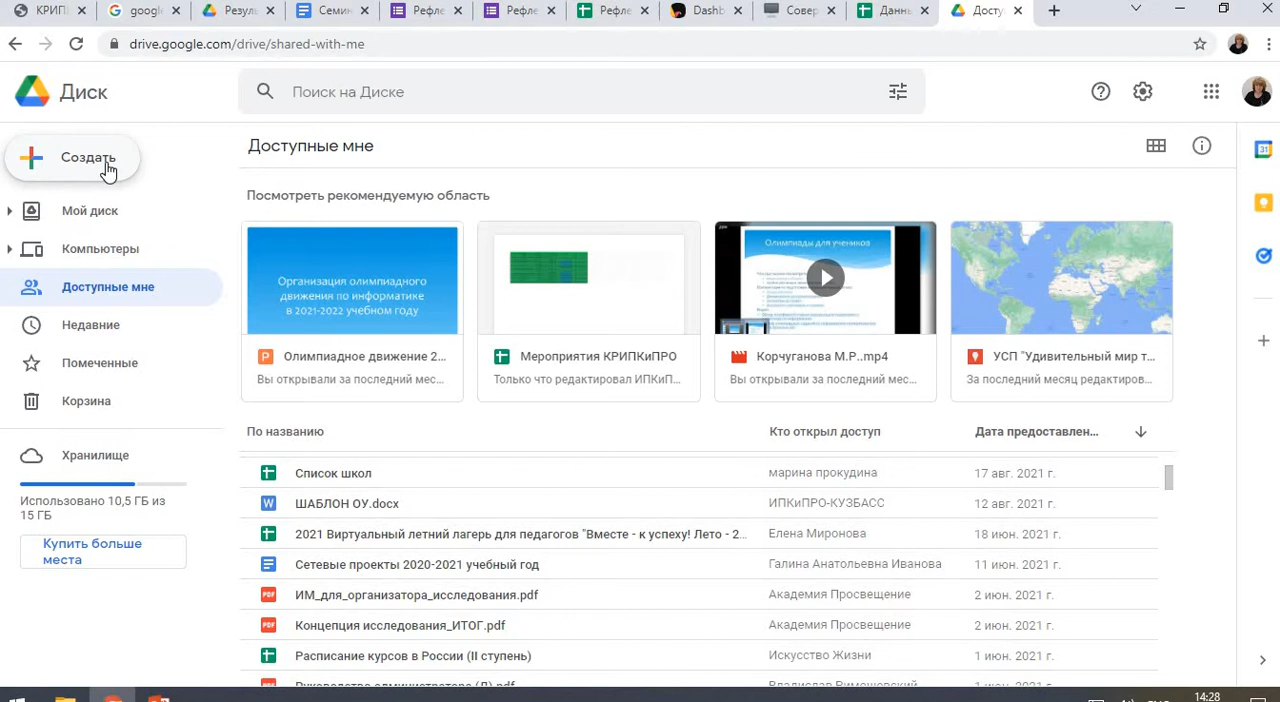 КРИПК
google
Резуль
Семин
Рефле
Рефле
Рефле
Dashb
Совер
Данны
Досту
drive.google.com/drive/shared-with-me
Диск
Поиск на Диске
Создать
Мой диск
Компьютеры
Доступные мне
Недавние
Помеченные
Корзина
Хранилище
Использовано 10,5 ГБ из
15 ГБ
Купить больше
места
Доступные мне
Посмотреть рекомендуемую область
Организация олимпиадного
движения по информатике
в 2021-2022 учебном году
Олимпиады для учеников
Олимпиадное движение 2...
Вы открывали за последний мес...
Мероприятия КРИПКиПРО
Только что редактировал ИПКиП...
Корчуганова М.Р..mp4
Вы открывали за последний мес...
УСП "Удивительный мир т...
За последний месяц редактиров...
По названию Кто открыл доступ Дата предоставлен...
Список школ марина прокудина 17 авг. 2021 г.
ШАБЛОН ОУ.docx ИПКиПРО-КУЗБАСС 12 авг. 2021 г.
2021 Виртуальный летний лагерь для педагогов "Вместе - к успеху! Лето - 2... Елена Миронова 18 июн. 2021 г.
Сетевые проекты 2020-2021 учебный год Галина Анатольевна Иванова 11 июн. 2021 г.
ИМ_для_организатора_исследования.pdf Академия Просвещение 2 июн. 2021 г.
Концепция исследования_ИТОГ.pdf Академия Просвещение 2 июн. 2021 г.
Расписание курсов в России (II ступень) Искусство Жизни 1 июн. 2021 г.
14:28